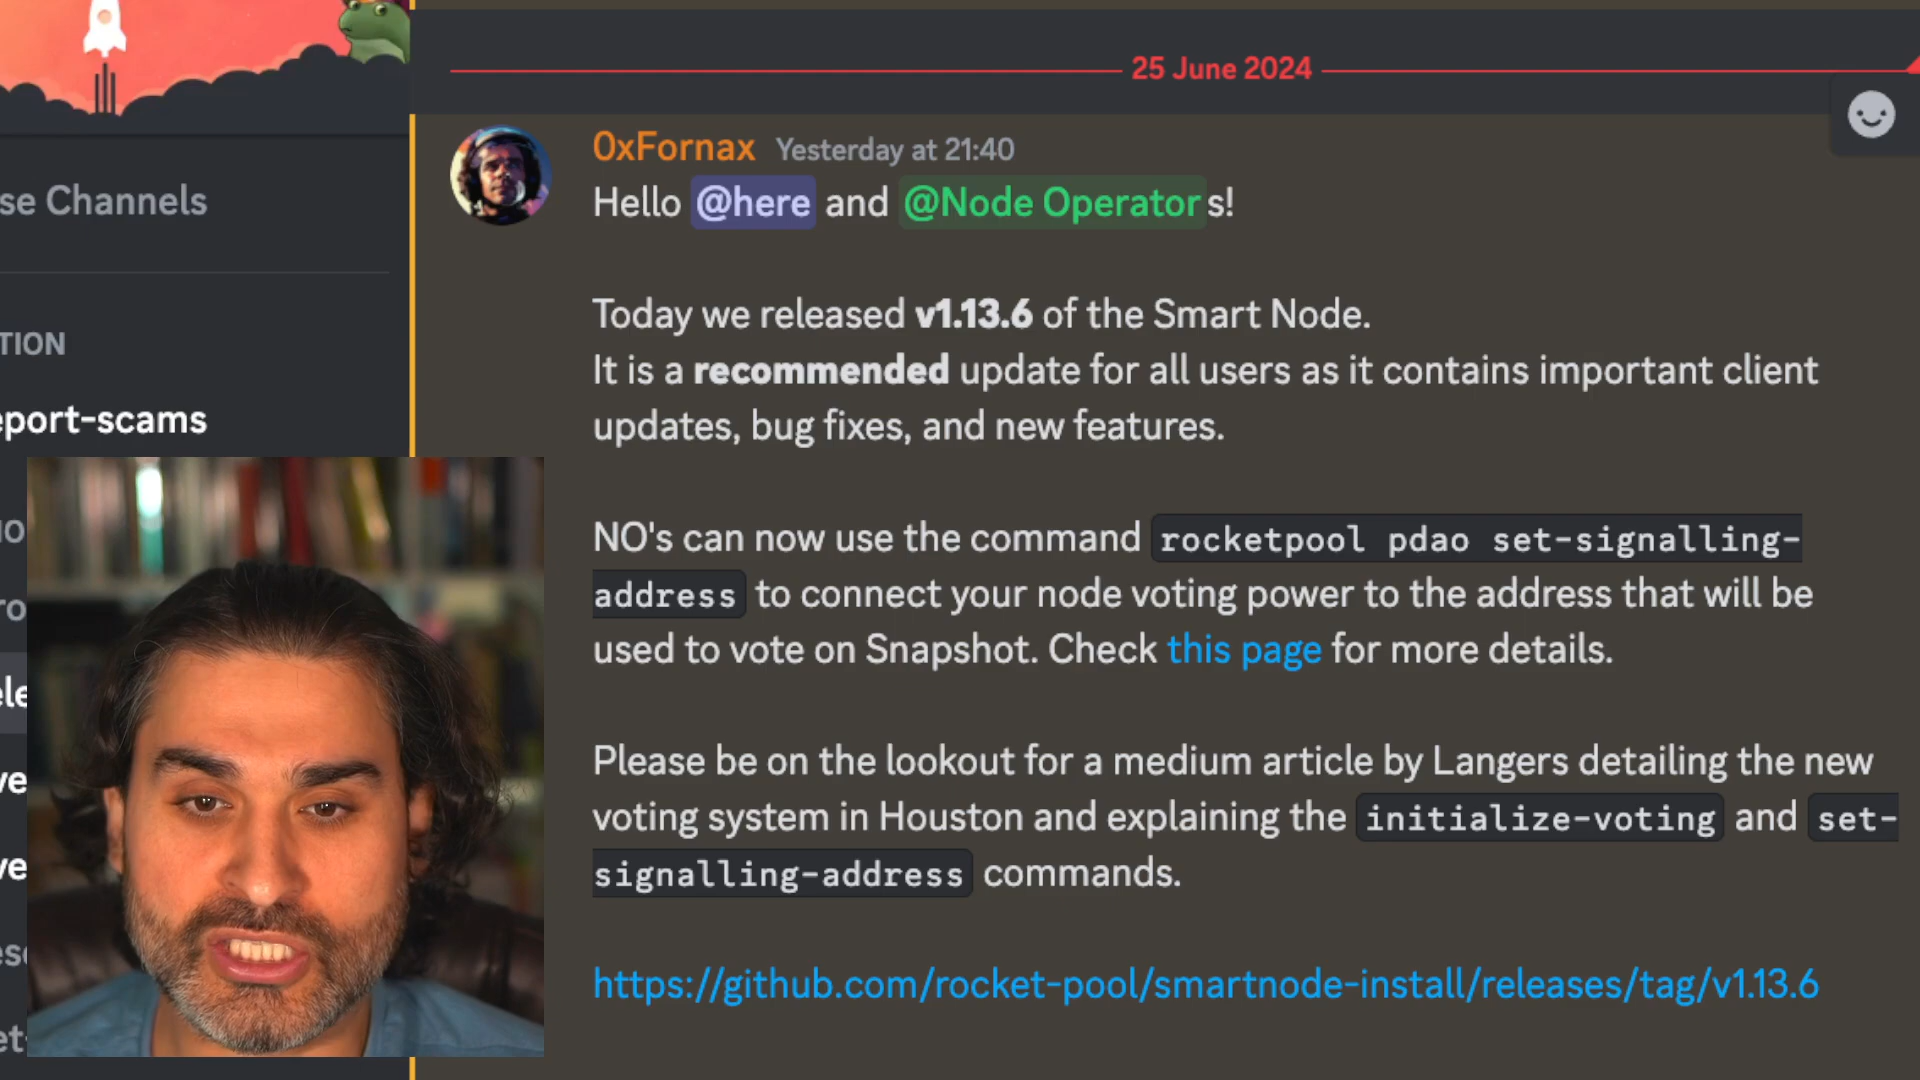 25 June 2024
0xFornax Yesterday at 21:40
Hello @here and @Node Operators!
Today we released v1.13.6 of the Smart Node.
It is a recommended update for all users as it contains important client
updates, bug fixes, and new features.
NO's can now use the command rocketpool pdao set-signalling-
address to connect your node voting power to the address that will be
used to vote on Snapshot. Check this page for more details.
Please be on the lookout for a medium article by Langers detailing the new
voting system in Houston and explaining the initialize-voting and set-
signalling-address commands.
https://github.com/rocket-pool/smartnode-install/releases/tag/v1.13.6
se Channels
TION
eport-scams